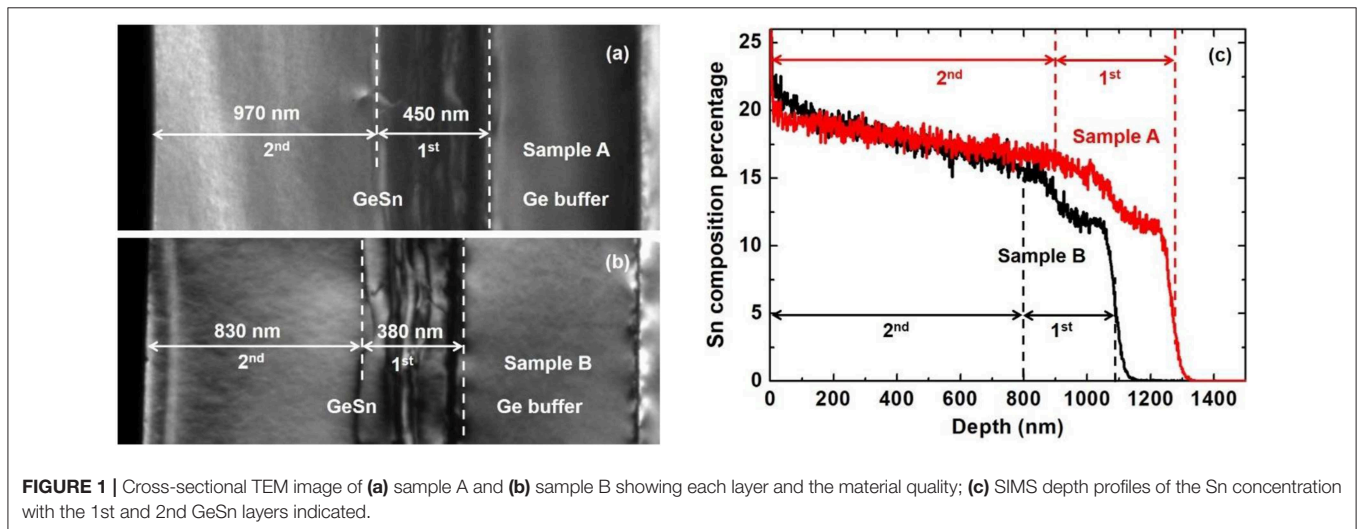 (a)
970 nm
450 nm
2nd
1st
Sample A
GeSn
Ge buffer
(b)
830 nm
380 nm
2nd
1st
Sample B
GeSn
Ge buffer
(c)
25
20
15
10
5
0
Sn composition percentage
2nd
1st
Sample A
Sample B
2nd
1st
0 200 400 600 800 1000 1200 1400
Depth (nm)
FIGURE 1 | Cross-sectional TEM image of (a) sample A and (b) sample B showing each layer and the material quality; (c) SIMS depth profiles of the Sn concentration
with the 1st and 2nd GeSn layers indicated.